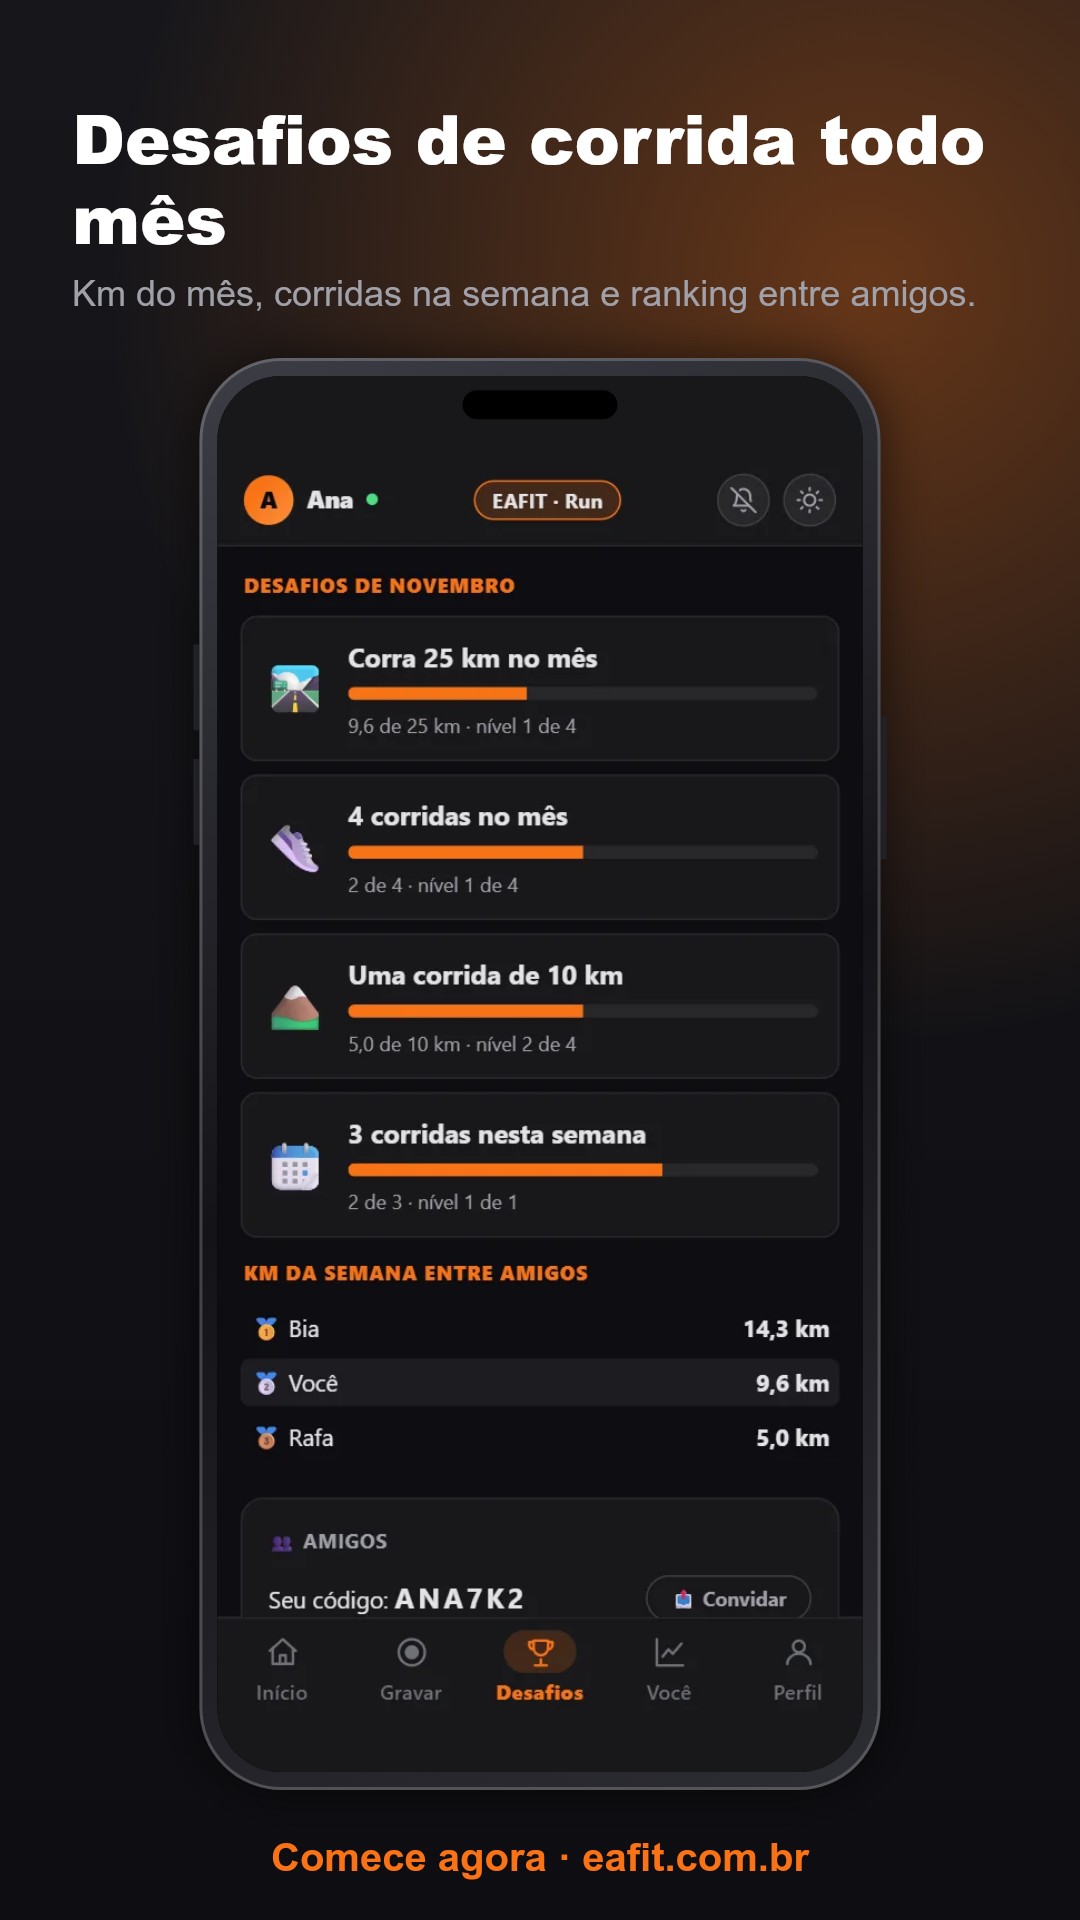 Desafios de corrida todo
mês
Km do mês, corridas na semana e ranking entre amigos.
A Ana EAFIT · Run
DESAFIOS DE NOVEMBRO
Corra 25 km no mês
9,6 de 25 km · nível 1 de 4
4 corridas no mês
2 de 4 · nível 1 de 4
Uma corrida de 10 km
5,0 de 10 km · nível 2 de 4
3 corridas nesta semana
2 de 3 · nível 1 de 1
KM DA SEMANA ENTRE AMIGOS
1 Bia 14,3 km
2 Você 9,6 km
3 Rafa 5,0 km
AMIGOS
Seu código: ANA7K2 Convidar
Início Gravar Desafios Você Perfil
Comece agora · eafit.com.br